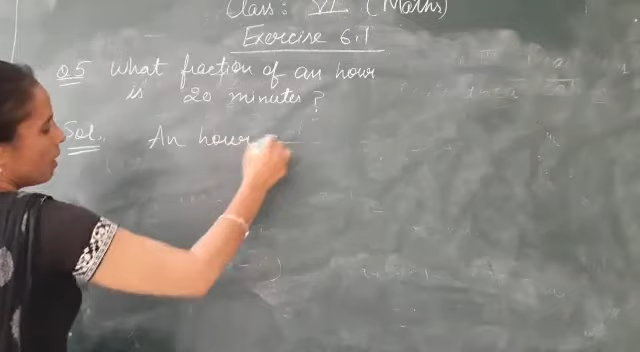 Class: VI (Maths)
Exercise 6.1
Q5 What fraction of an hour
is 20 minutes?
Sol. An hour